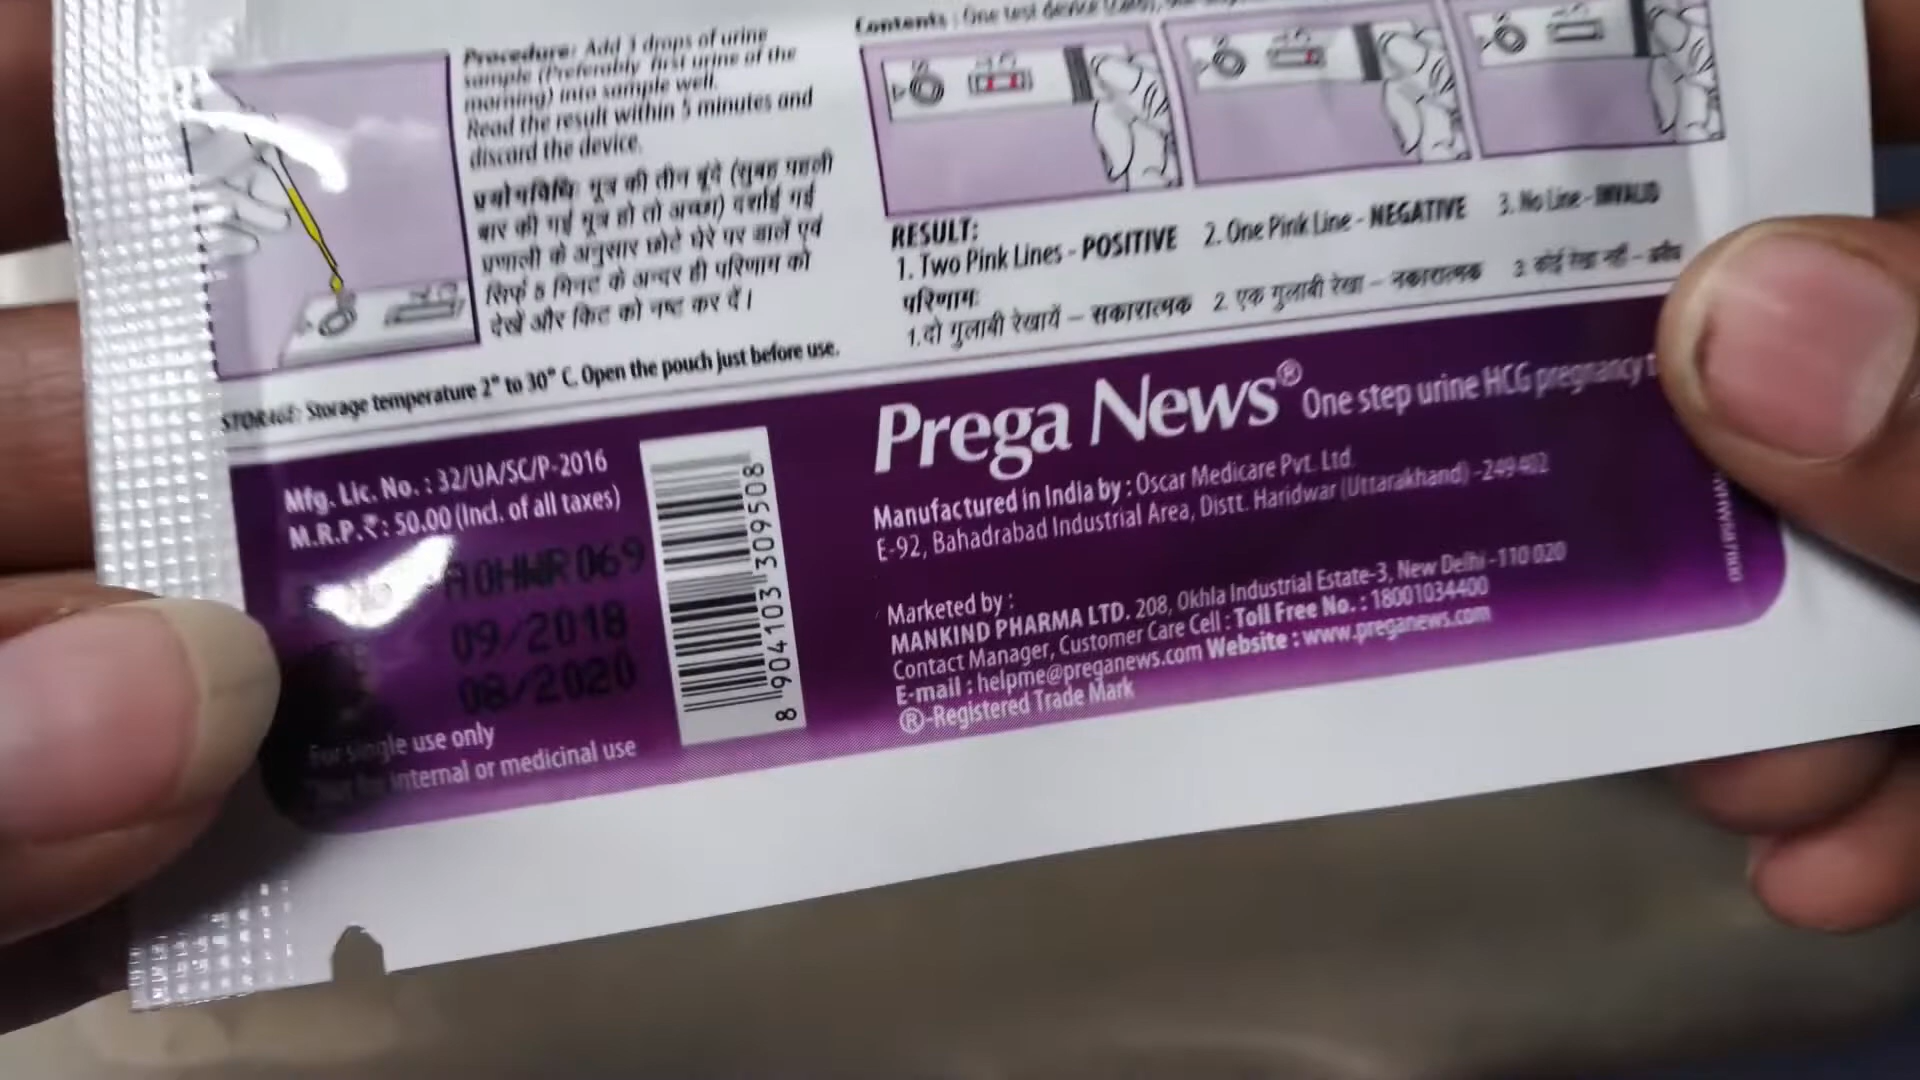 Contents : One test device
Procedure: Add 3 drops of urine
sample (Preferably first urine of the
morning) into sample well.
Read the result within 5 minutes and
discard the device.
प्रयोगविधि: मूत्र की तीन बूंदे (सुबह पहली
बार की गई मूत्र हो तो अच्छा) दर्शाई गई
प्रणाली के अनुसार छोटे घेरे पर डालें एवं
सिर्फ 5 मिनट के अन्दर ही परिणाम को
देखें और किट को नष्ट कर दें।
RESULT:
1. Two Pink Lines - POSITIVE 2. One Pink Line - NEGATIVE 3. No Line - INVALID
परिणाम:
1.दो गुलाबी रेखायें – सकारात्मक 2. एक गुलाबी रेखा – नकारात्मक 3. कोई रेखा नहीं – अवैध
STORAGE: Storage temperature 2° to 30° C. Open the pouch just before use.
Mfg. Lic. No. : 32/UA/SC/P-2016
M.R.P.₹: 50.00 (Incl. of all taxes)
AOHWR069
09/2018
08/2020
For single use only
internal or medicinal use
8 904103 309508
Prega News® One step urine HCG pregnancy
Manufactured in India by : Oscar Medicare Pvt. Ltd.
E-92, Bahadrabad Industrial Area, Distt. Haridwar (Uttarakhand) -249 402
Marketed by :
MANKIND PHARMA LTD. 208, Okhla Industrial Estate-3, New Delhi -110 020
Contact Manager, Customer Care Cell : Toll Free No. : 18001034400
E-mail : helpme@preganews.com Website : www.preganews.com
®-Registered Trade Mark